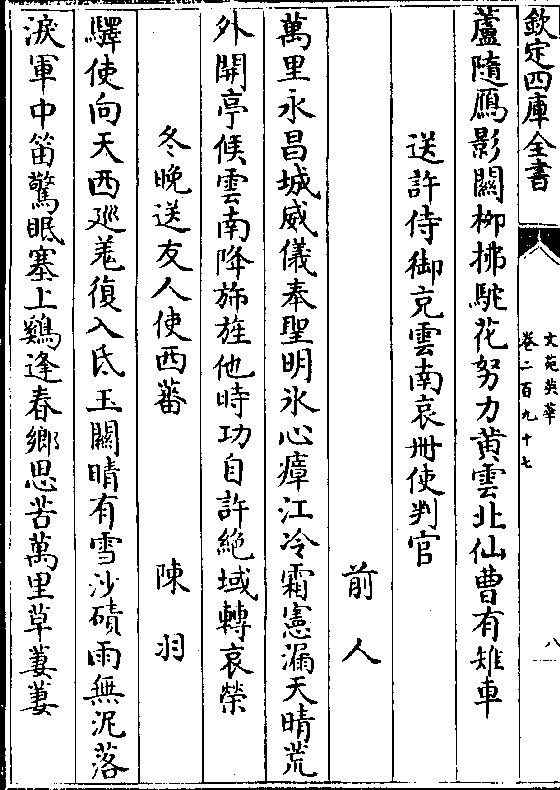 欽定四庫全書
文苑英華
卷二百九十七
八
蘆隨鴈影關柳拂駝花努力黄雲北仙曹有雉車
送許侍御充雲南哀册使判官
前人
萬里永昌城威儀奉聖明氷心瘴江冷霜憲漏天晴荒
外開亭候雲南降斾旌他時功自許絶域轉哀榮
冬晚送友人使西蕃
陳羽
驛使向天西廵羗復入氐玉關晴有雪沙磧雨無泥落
淚軍中笛驚眠塞上鷄逢春鄉思苦萬里草萋萋